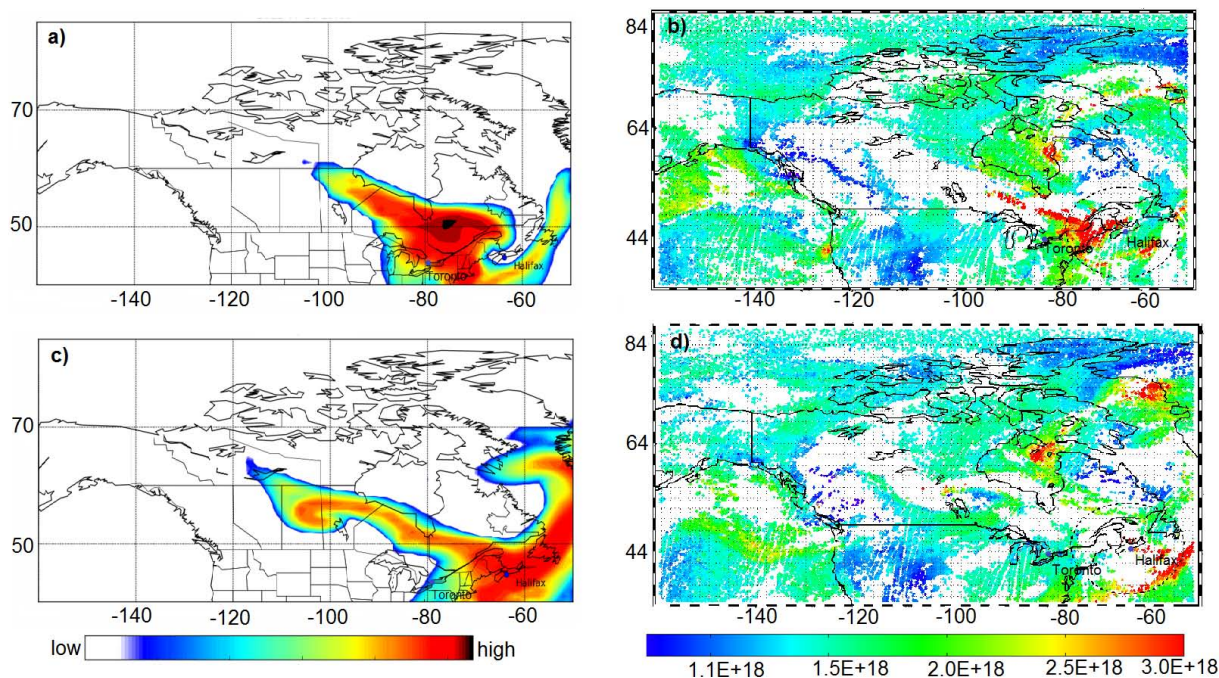 a)
70
50
Toronto
Halifax
-140
-120
-100
-80
-60
b)
84
64
44
Toronto
Halifax
-140
-120
-100
-80
-60
c)
70
50
Toronto
Halifax
-140
-120
-100
-80
-60
d)
84
64
44
Toronto
Halifax
-140
-120
-100
-80
-60
low
high
1.1E+18
1.5E+18
2.0E+18
2.5E+18
3.0E+18